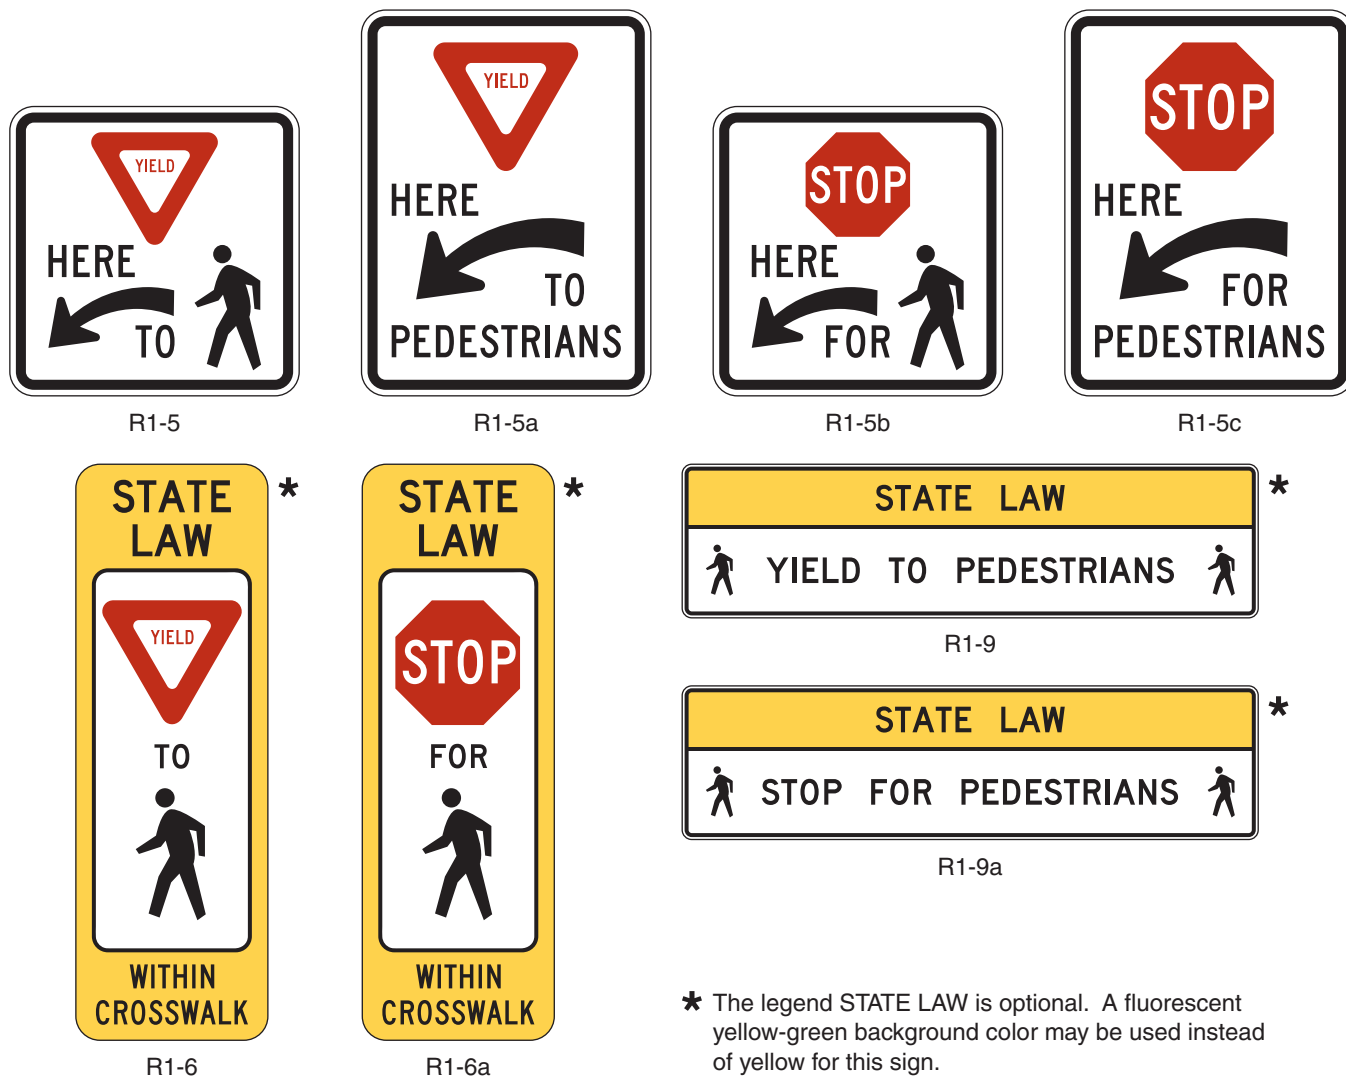 YIELD
HERE
TO
R1-5
YIELD
HERE
TO
PEDESTRIANS
R1-5a
STOP
HERE
FOR
R1-5b
STOP
HERE
FOR
PEDESTRIANS
R1-5c
STATE
LAW
*
YIELD
TO
WITHIN
CROSSWALK
R1-6
STATE
LAW
*
STOP
FOR
WITHIN
CROSSWALK
R1-6a
STATE LAW
*
YIELD TO PEDESTRIANS
R1-9
STATE LAW
*
STOP FOR PEDESTRIANS
R1-9a
* The legend STATE LAW is optional. A fluorescent
yellow-green background color may be used instead
of yellow for this sign.